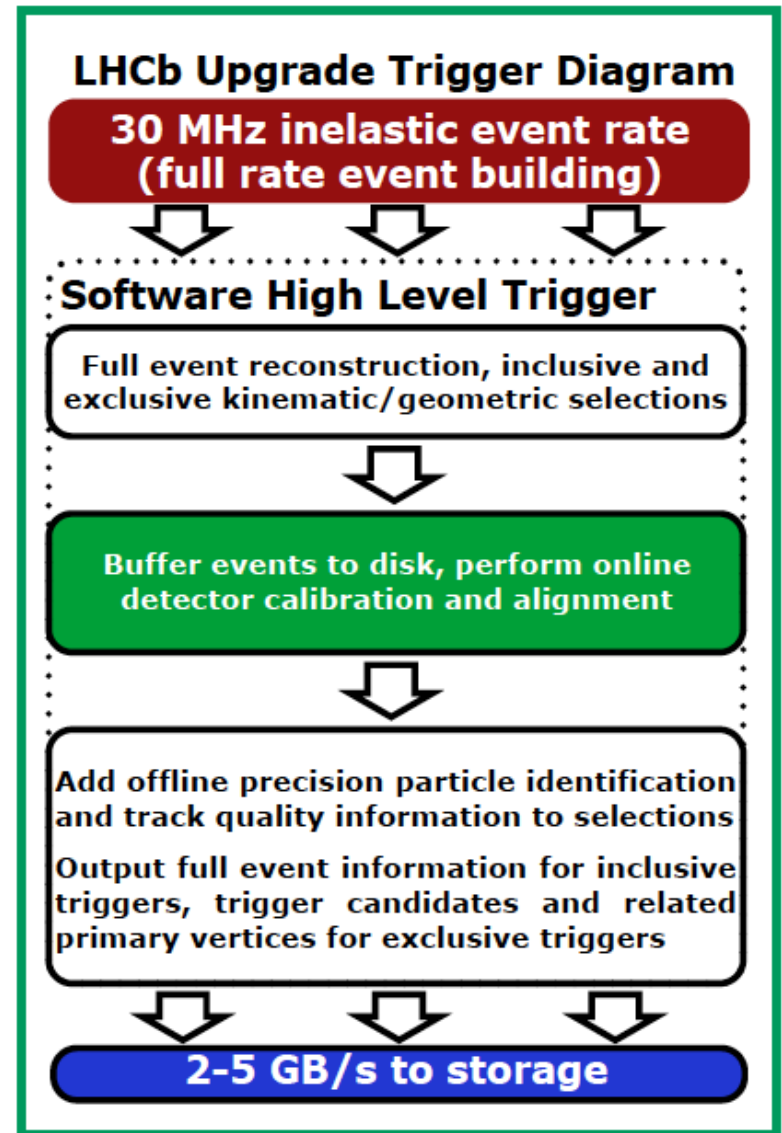 LHCb Upgrade Trigger Diagram
30 MHz inelastic event rate
(full rate event building)
Software High Level Trigger
Full event reconstruction, inclusive and
exclusive kinematic/geometric selections
Buffer events to disk, perform online
detector calibration and alignment
Add offline precision particle identification
and track quality information to selections
Output full event information for inclusive
triggers, trigger candidates and related
primary vertices for exclusive triggers
2-5 GB/s to storage